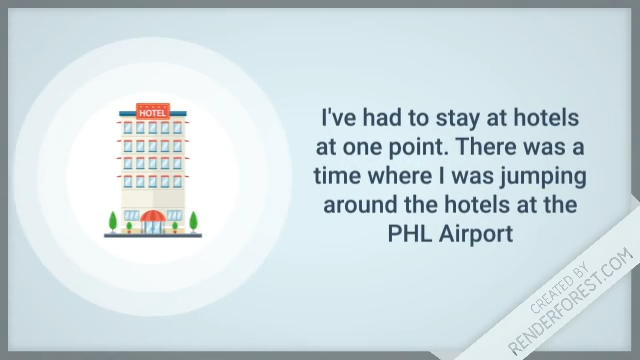 HOTEL
I've had to stay at hotels
at one point. There was a
time where I was jumping
around the hotels at the
PHL Airport
CREATED BY
RENDERFOREST.COM